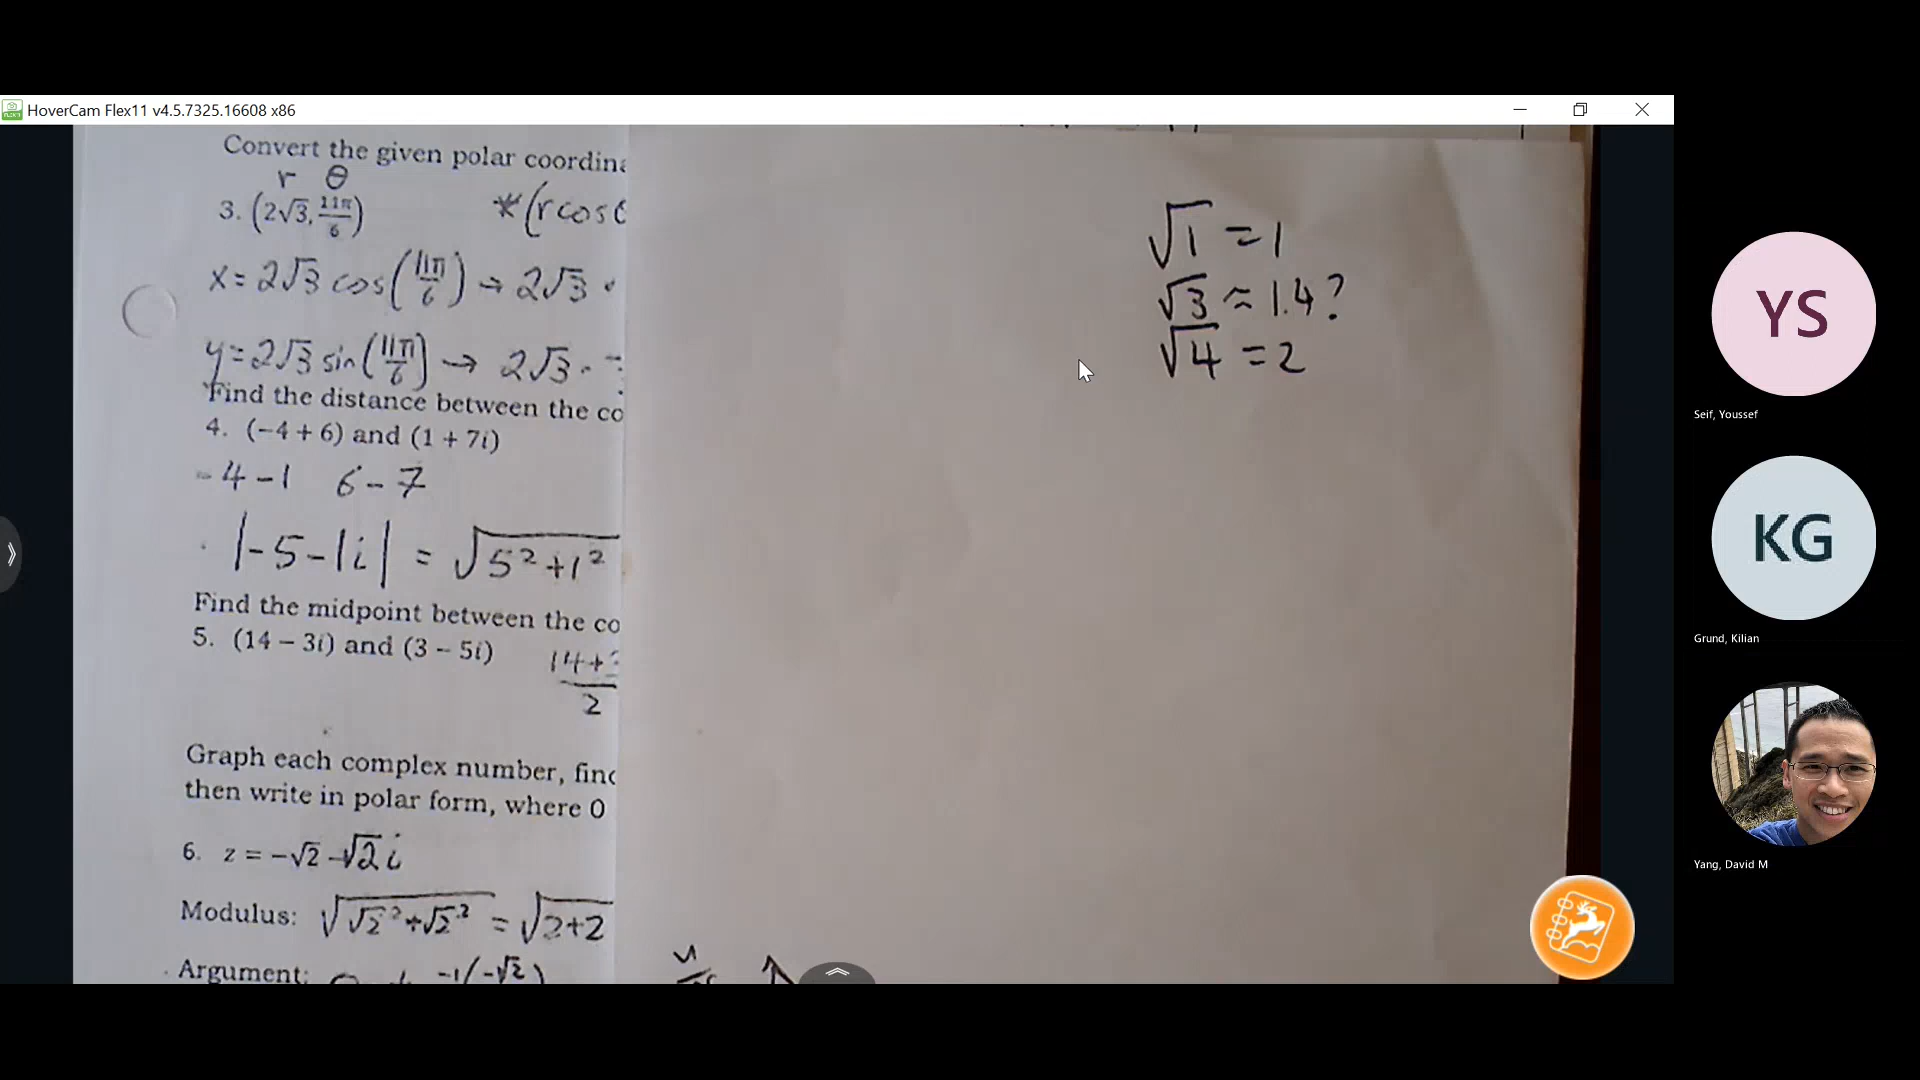 HoverCam Flex11 v4.5.7325.16608 x86
Convert the given polar coordina
r θ
3. (2√3, 11π/6) *(rcosθ
x = 2√3 cos(11π/6) → 2√3 ·
y = 2√3 sin(11π/6) → 2√3 · -
Find the distance between the co
4. (−4 + 6) and (1 + 7i)
-4-1 6-7
|-5-1i| = √5²+1²
Find the midpoint between the co
5. (14 − 3i) and (3 − 5i)
14+
2
Graph each complex number, find
then write in polar form, where 0
6. z = −√2 -√2i
Modulus: √√2²+√2² = √2+2
Argument:
-1(-√2)
√1 = 1
√3 ≈ 1.4?
√4 = 2
YS
Seif, Youssef
KG
Grund, Kilian
Yang, David M